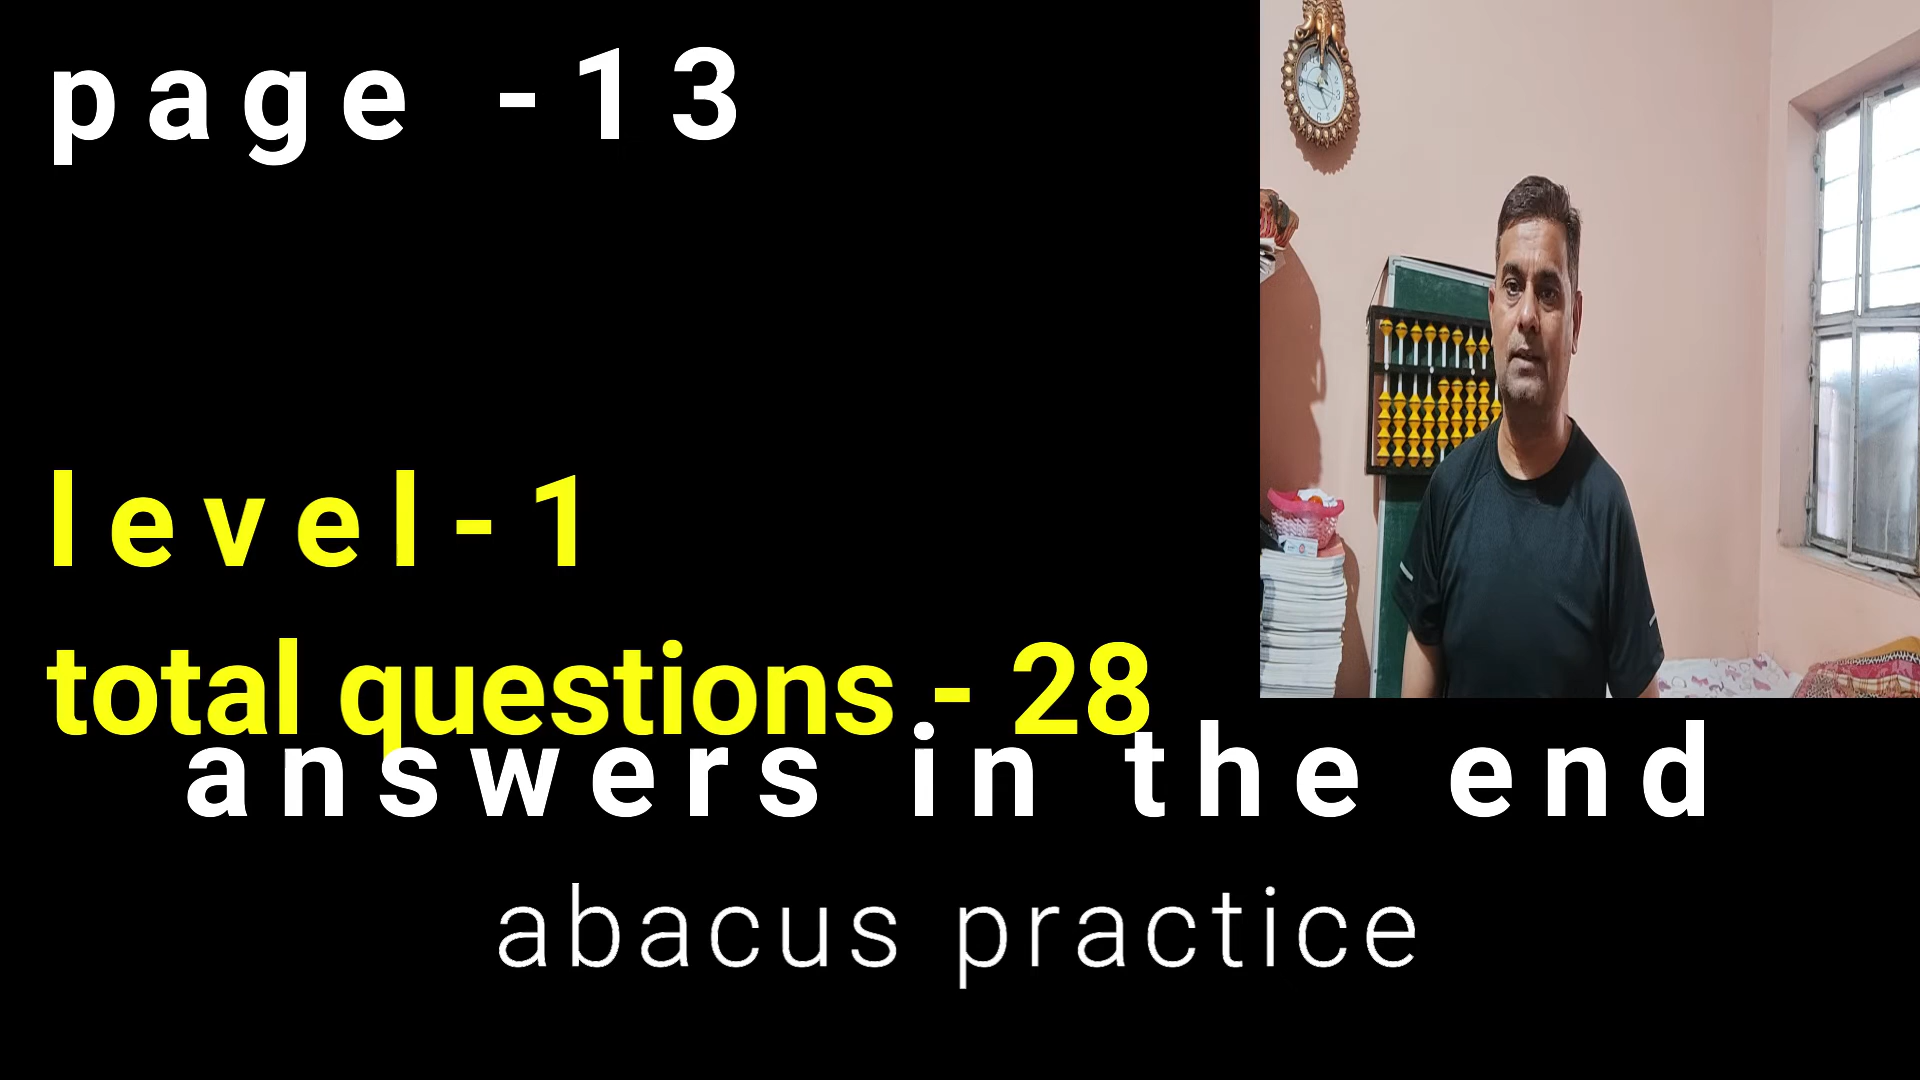 page -13
level-1
total questions - 28
answers in the end
abacus practice